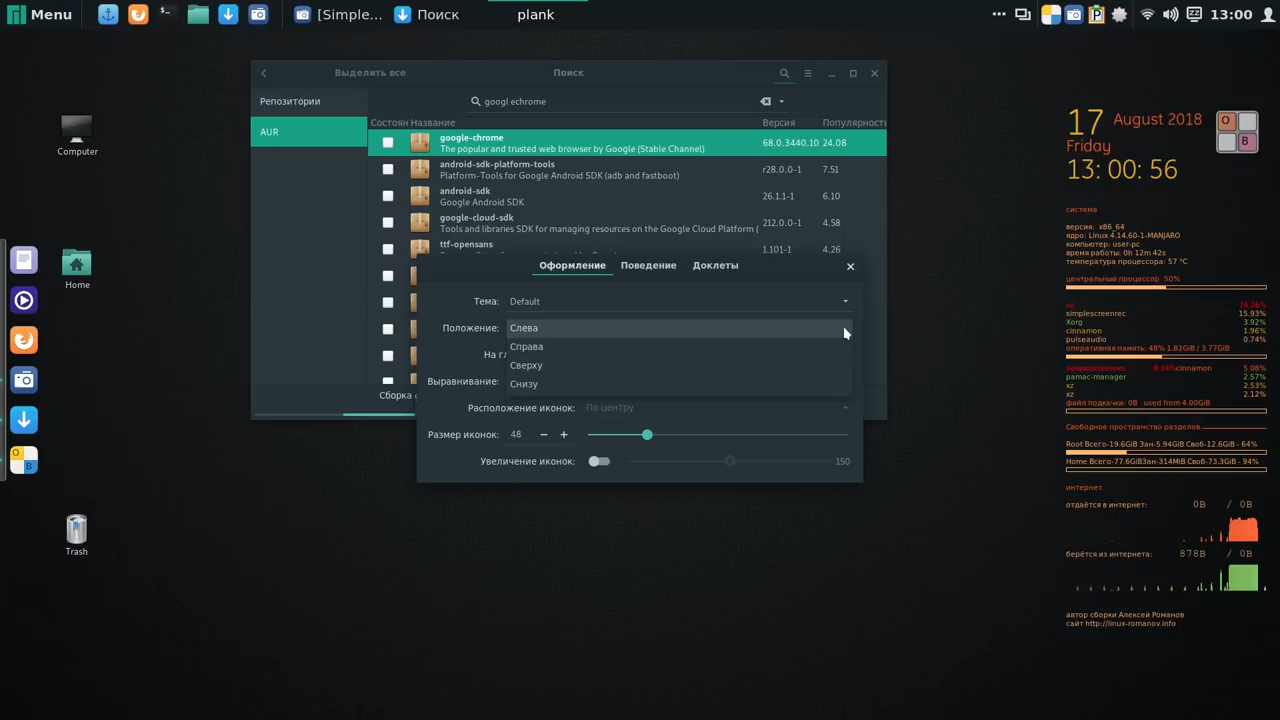 Menu
[Simple...
Поиск
plank
13:00
Выделить все
Поиск
Репозитории
AUR
googl echrome
Состоян Название
Версия
Популярность
google-chrome
The popular and trusted web browser by Google (Stable Channel)
68.0.3440.10
24.08
android-sdk-platform-tools
Platform-Tools for Google Android SDK (adb and fastboot)
r28.0.0-1
7.51
android-sdk
Google Android SDK
26.1.1-1
6.10
google-cloud-sdk
Tools and libraries SDK for managing resources on the Google Cloud Platform (
212.0.0-1
4.58
ttf-opensans
1.101-1
4.26
Сборка
Оформление
Поведение
Доклеты
Тема:
Default
Положение:
Слева
Справа
Сверху
Снизу
На гл
Выравнивание:
Расположение иконок:
По центру
Размер иконок:
48
Увеличение иконок:
150
Computer
Home
Trash
17
August 2018
Friday
13: 00: 56
O
B
система
версия: x86_64
ядро: Linux 4.14.60-1-MANJARO
компьютер: user-pc
время работы: 0h 12m 42s
температура процессора: 57 °C
центральный процессор: 50%
xz 74.26%
simplescreenrec 15.93%
Xorg 3.92%
cinnamon 1.96%
pulseaudio 0.74%
оперативная память: 48% 1.82GiB / 3.77GiB
cinnamon 5.08%
pamac-manager 2.57%
xz 2.53%
xz 2.12%
файл подкачки: 0B used from 4.00GiB
Свободное пространство разделов
Root Всего-19.6GiB Зан-5.94GiB Своб-12.6GiB - 64%
Home Всего-77.6GiBЗан-314MiB Своб-73.3GiB - 94%
интернет
отдаётся в интернет: 0B / 0B
берётся из интернета: 878B / 0B
автор сборки Алексей Романов
сайт http://linux-romanov.info